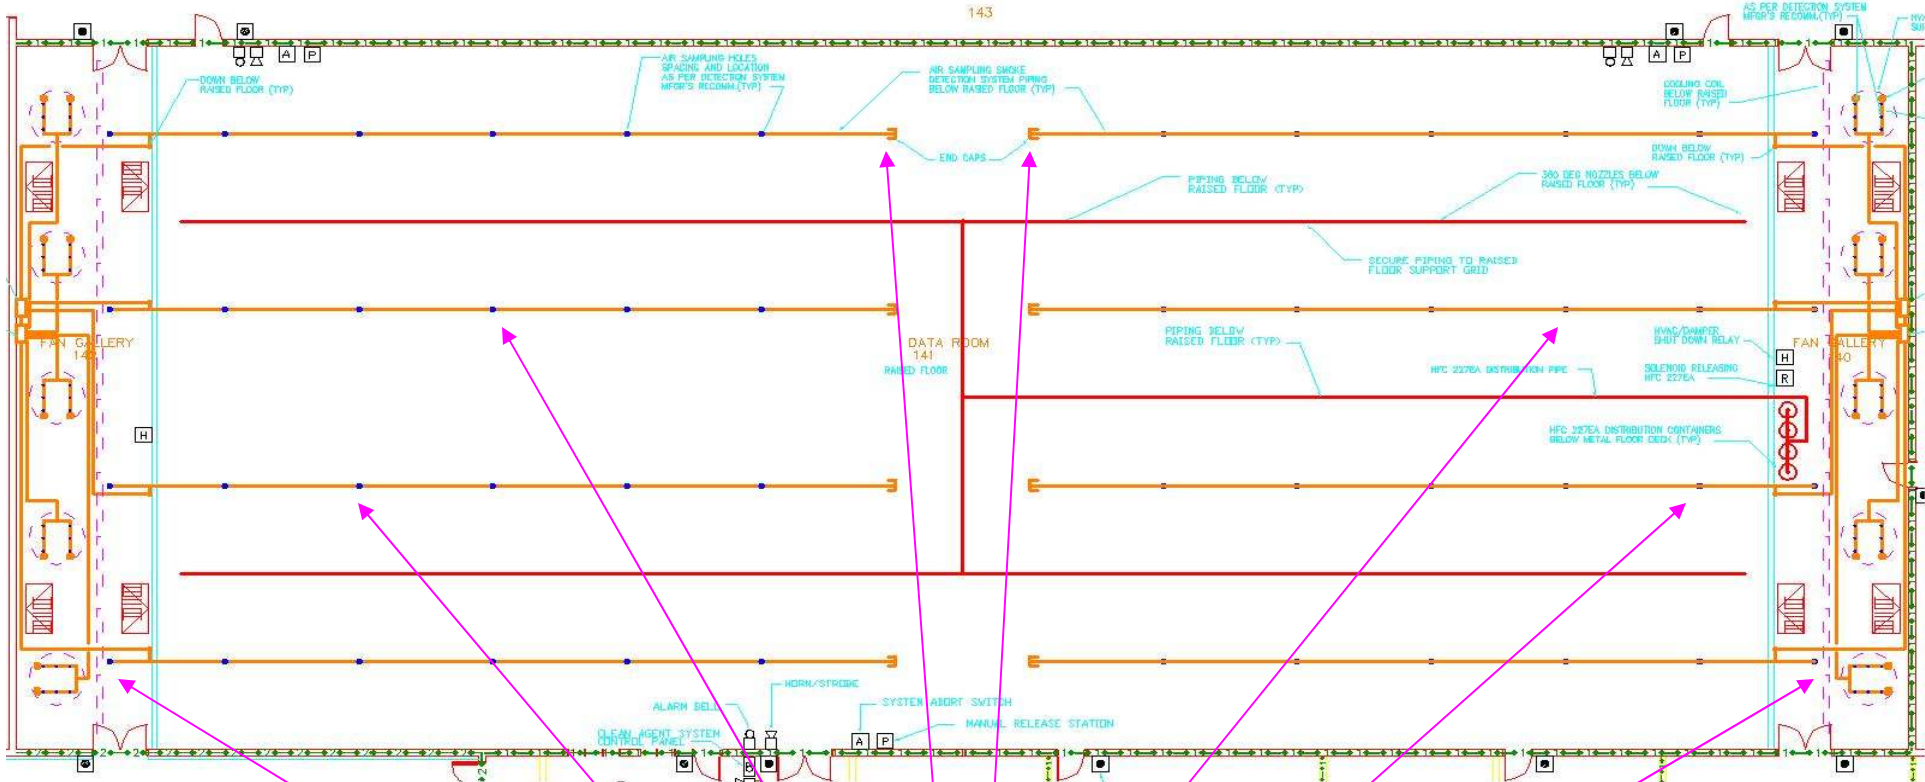 143
AS PER DETECTION SYSTEM
MFGR'S RECOMM.(TYP)
A P
A P
DOWN BELOW
RAISED FLOOR (TYP)
AIR SAMPLING HOLES
SPACING AND LOCATION
AS PER DETECTION SYSTEM
MFGR'S RECOMM.(TYP)
AIR SAMPLING SMOKE
DETECTION SYSTEM PIPING
BELOW RAISED FLOOR (TYP)
COOLING COIL
BELOW RAISED
FLOOR (TYP)
END CAPS
DOWN BELOW
RAISED FLOOR (TYP)
PIPING BELOW
RAISED FLOOR (TYP)
360 DEG NOZZLES BELOW
RAISED FLOOR (TYP)
SECURE PIPING TO RAISED
FLOOR SUPPORT GRID
FAN GALLERY
DATA ROOM
141
RAISED FLOOR
PIPING BELOW
RAISED FLOOR (TYP)
HVAC/DAMPER
SHUT DOWN RELAY
H
FAN GALLERY
HFC 227EA DISTRIBUTION PIPE
SOLENOID RELEASING
HFC 227EA
R
H
HFC 227EA DISTRIBUTION CONTAINERS
BELOW METAL FLOOR DECK (TYP)
HORN/STROBE
ALARM BELL
SYSTEM ABORT SWITCH
CLEAN AGENT SYSTEM
CONTROL PANEL
MANUAL RELEASE STATION
A P